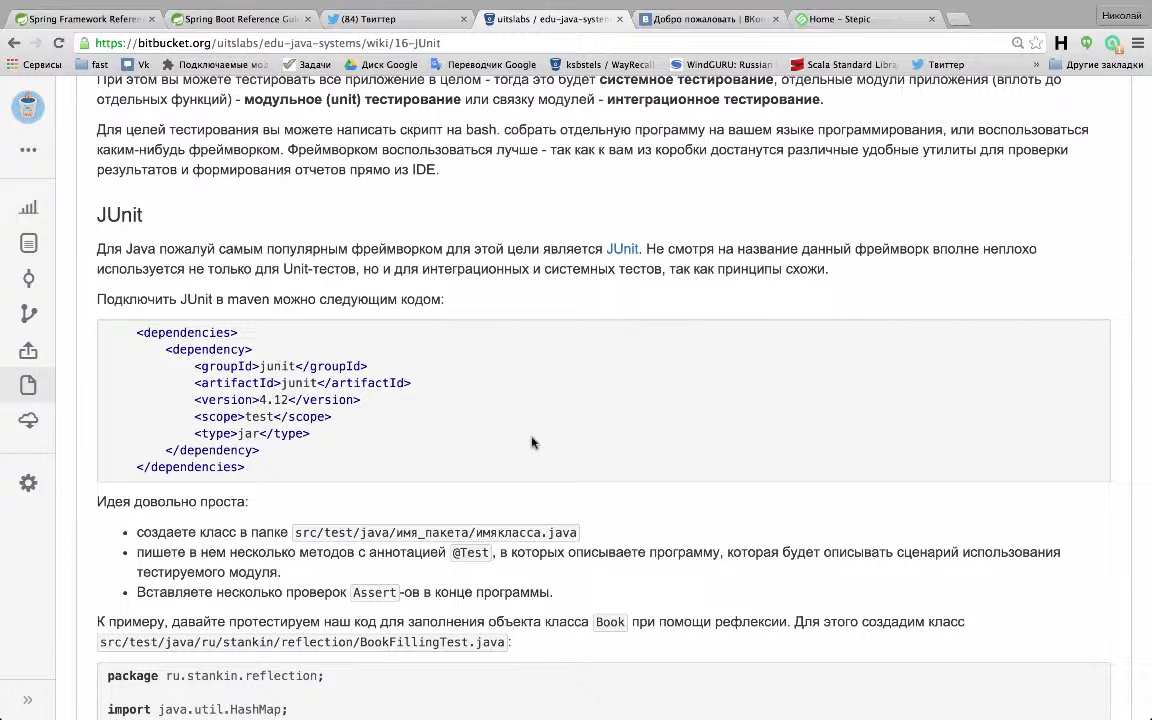 Spring Framework Referen
Spring Boot Reference Gui
(84) Твиттер
uitslabs / edu-java-system
Добро пожаловать | ВКон
Home – Stepic
Николай
https://bitbucket.org/uitslabs/edu-java-systems/wiki/16-JUnit
Сервисы
fast
Vk
Подключаемые мод
Задачи
Диск Google
Переводчик Google
ksbstels / WayRecall
WindGURU: Russian
Scala Standard Libra
Твиттер
»
Другие закладки
При этом вы можете тестировать все приложение в целом - тогда это будет системное тестирование, отдельные модули приложения (вплоть до
отдельных функций) - модульное (unit) тестирование или связку модулей - интеграционное тестирование.
Для целей тестирования вы можете написать скрипт на bash. собрать отдельную программу на вашем языке программирования, или воспользоваться
каким-нибудь фреймворком. Фреймворком воспользоваться лучше - так как к вам из коробки достанутся различные удобные утилиты для проверки
результатов и формирования отчетов прямо из IDE.
JUnit
Для Java пожалуй самым популярным фреймворком для этой цели является JUnit. Не смотря на название данный фреймворк вполне неплохо
используется не только для Unit-тестов, но и для интеграционных и системных тестов, так как принципы схожи.
Подключить JUnit в maven можно следующим кодом:
<dependencies>
<dependency>
<groupId>junit</groupId>
<artifactId>junit</artifactId>
<version>4.12</version>
<scope>test</scope>
<type>jar</type>
</dependency>
</dependencies>
Идея довольно проста:
• создаете класс в папке src/test/java/имя_пакета/имякласса.java
• пишете в нем несколько методов с аннотацией @Test, в которых описываете программу, которая будет описывать сценарий использования
тестируемого модуля.
• Вставляете несколько проверок Assert-ов в конце программы.
К примеру, давайте протестируем наш код для заполнения объекта класса Book при помощи рефлексии. Для этого создадим класс
src/test/java/ru/stankin/reflection/BookFillingTest.java:
package ru.stankin.reflection;
import java.util.HashMap;